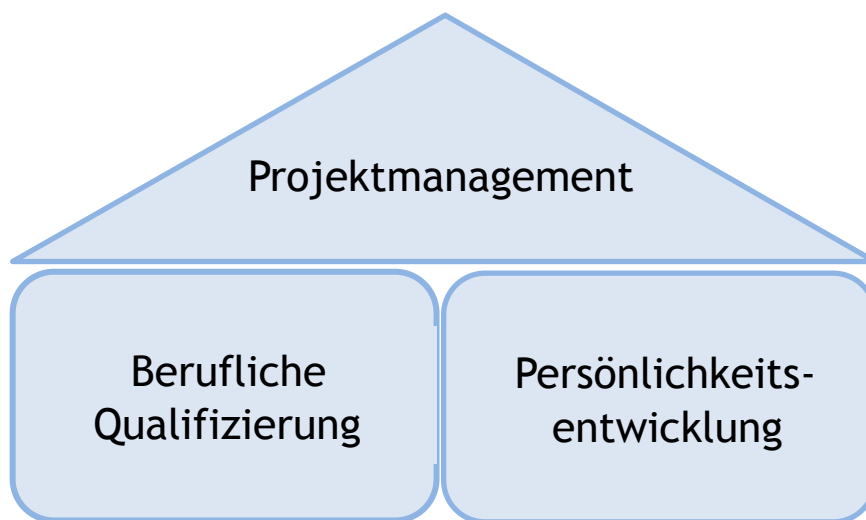 Projektmanagement
Berufliche
Qualifizierung
Persönlichkeits-
entwicklung